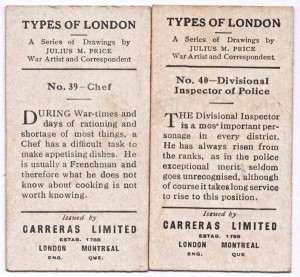 TYPES OF LONDON
A Series of Drawings by
JULIUS M. PRICE
War Artist and Correspondent
No. 39—Chef
DURING War-times and
days of rationing and
shortage of most things, a
Chef has a difficult task to
make appetising dishes. He
is usually a Frenchman and
therefore what he does not
know about cooking is not
worth knowing.
Issued by
CARRERAS LIMITED
ESTAB. 1788
LONDON MONTREAL
ENG. QUE.
TYPES OF LONDON
A Series of Drawings by
JULIUS M. PRICE
War Artist and Correspondent
No. 40—Divisional
Inspector of Police
THE Divisional Inspector
is a most important per-
sonage in every district.
He has always risen from
the ranks, as in the police
exceptional merit seldom
goes unrecognised, although
of course it takes long service
to rise to this position.
Issued by
CARRERAS LIMITED
ESTAB. 1788
LONDON MONTREAL
ENG. QUE.